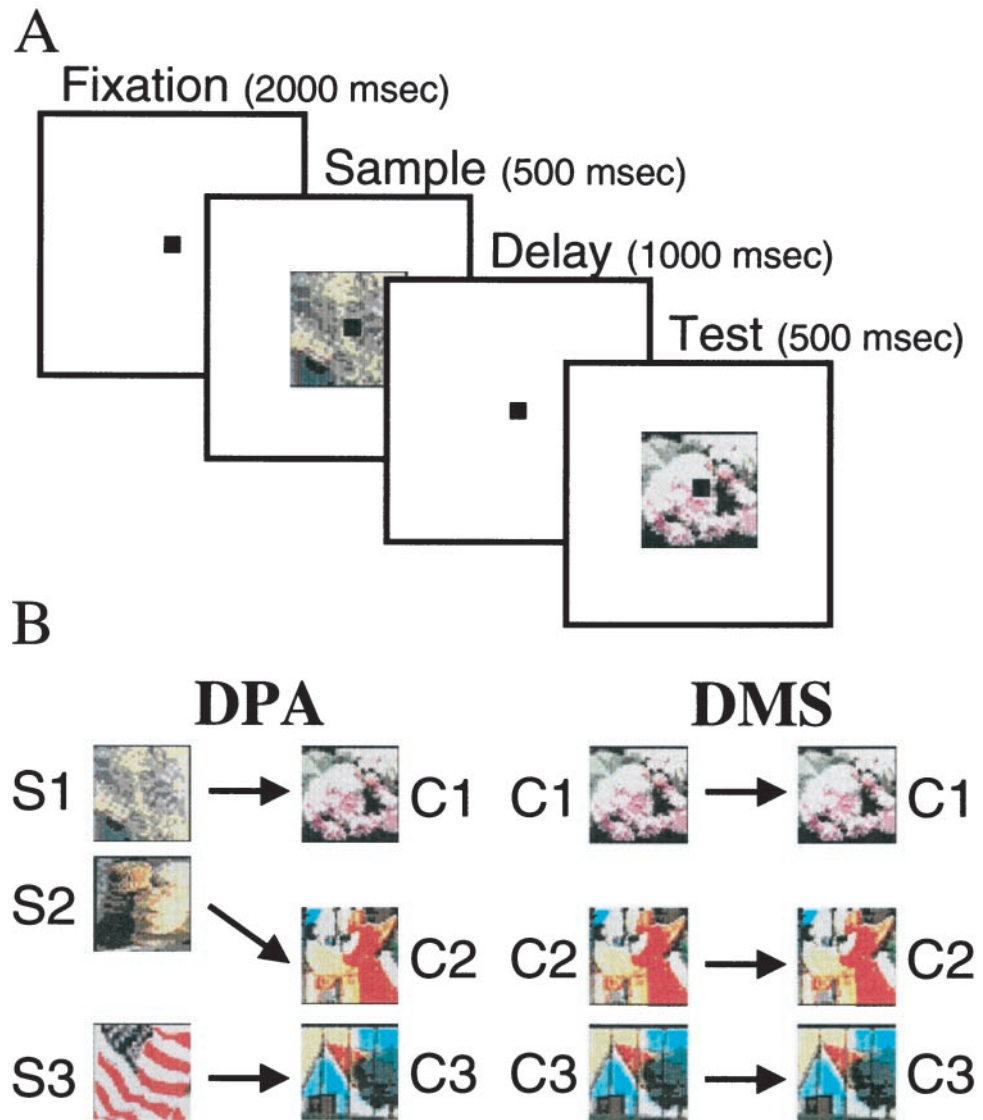 A
Fixation (2000 msec)
Sample (500 msec)
Delay (1000 msec)
Test (500 msec)
B
DPA DMS
S1 C1 C1 C1
S2 C2 C2 C2
S3 C3 C3 C3